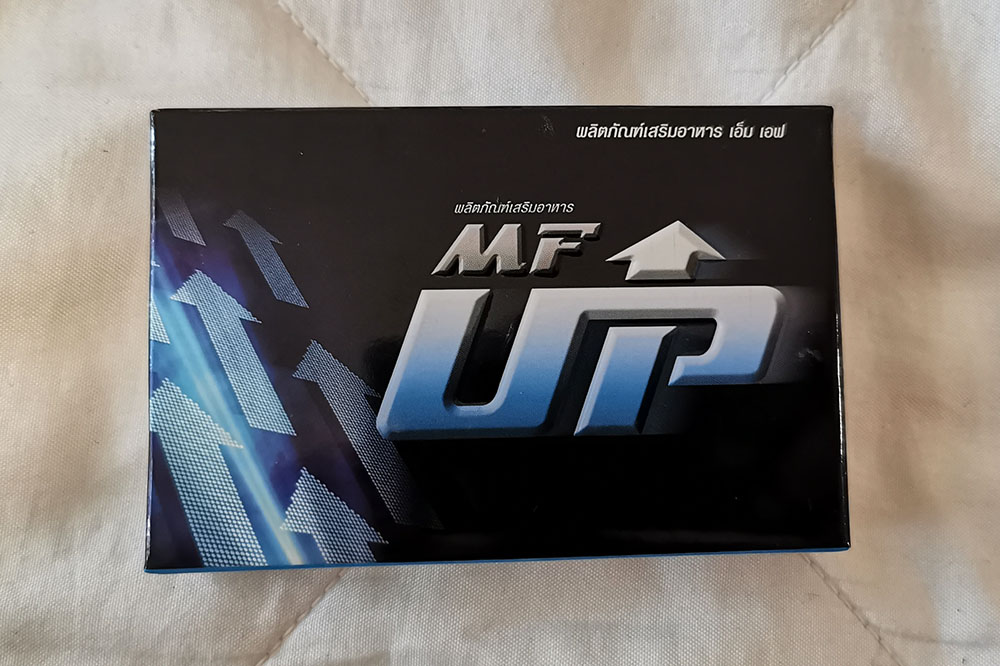 ผลิตภัณฑ์เสริมอาหาร เอ็ม เอฟ
ผลิตภัณฑ์เสริมอาหาร
MF
UP